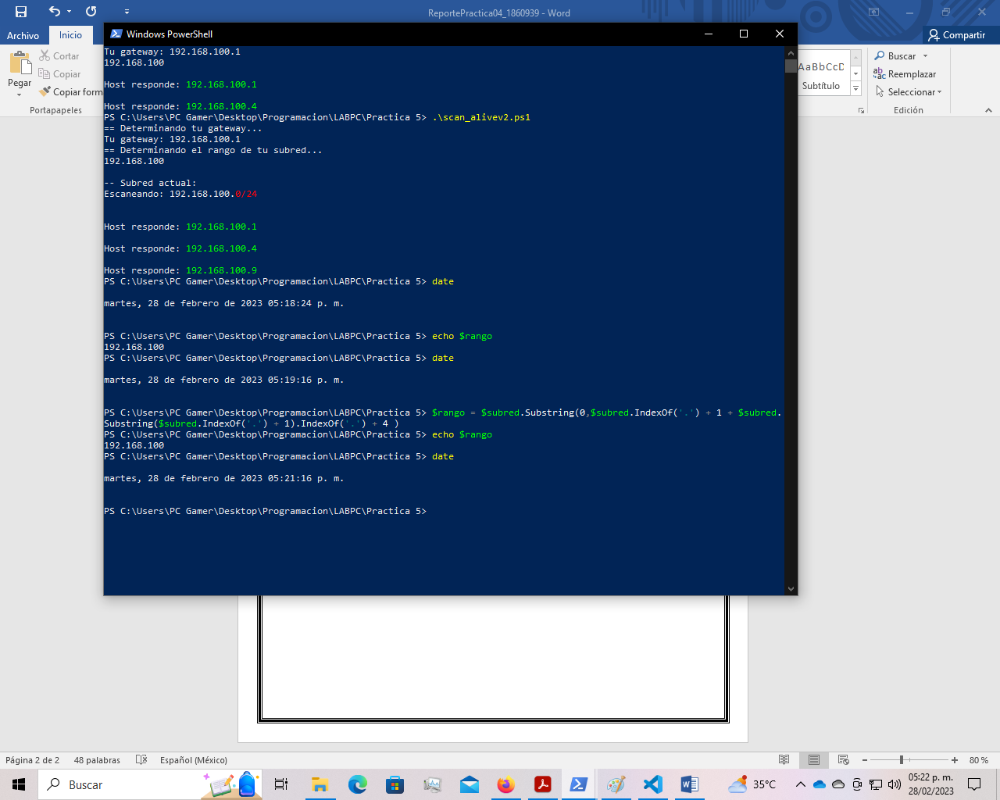 ReportePractica04_1860939 - Word
Archivo
Inicio
Compartir
Windows PowerShell
Pegar
Cortar
Copiar
Copiar form
Portapapeles
AaBbCcD
Subtítulo
Buscar
Reemplazar
Seleccionar
Edición
Tu gateway: 192.168.100.1
192.168.100
Host responde: 192.168.100.1
Host responde: 192.168.100.4
PS C:\Users\PC Gamer\Desktop\Programacion\LABPC\Practica 5> .\scan_alivev2.ps1
== Determinando tu gateway...
Tu gateway: 192.168.100.1
== Determinando el rango de tu subred...
192.168.100
-- Subred actual:
Escaneando: 192.168.100.0/24
Host responde: 192.168.100.1
Host responde: 192.168.100.4
Host responde: 192.168.100.9
PS C:\Users\PC Gamer\Desktop\Programacion\LABPC\Practica 5> date
martes, 28 de febrero de 2023 05:18:24 p. m.
PS C:\Users\PC Gamer\Desktop\Programacion\LABPC\Practica 5> echo $rango
192.168.100
PS C:\Users\PC Gamer\Desktop\Programacion\LABPC\Practica 5> date
martes, 28 de febrero de 2023 05:19:16 p. m.
PS C:\Users\PC Gamer\Desktop\Programacion\LABPC\Practica 5> $rango = $subred.Substring(0,$subred.IndexOf('.') + 1 + $subred.
Substring($subred.IndexOf('.') + 1).IndexOf('.') + 4 )
PS C:\Users\PC Gamer\Desktop\Programacion\LABPC\Practica 5> echo $rango
192.168.100
PS C:\Users\PC Gamer\Desktop\Programacion\LABPC\Practica 5> date
martes, 28 de febrero de 2023 05:21:16 p. m.
PS C:\Users\PC Gamer\Desktop\Programacion\LABPC\Practica 5>
Página 2 de 2
48 palabras
Español (México)
80 %
Buscar
35°C
05:22 p. m.
28/02/2023